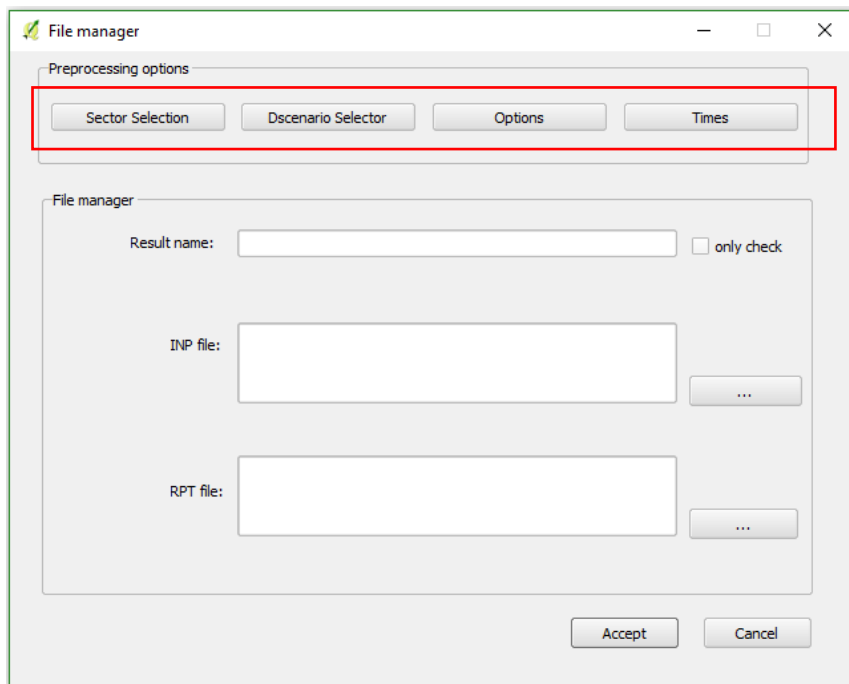 File manager
Preprocessing options
Sector Selection
Dscenario Selector
Options
Times
File manager
Result name:
only check
INP file:
...
RPT file:
...
Accept
Cancel